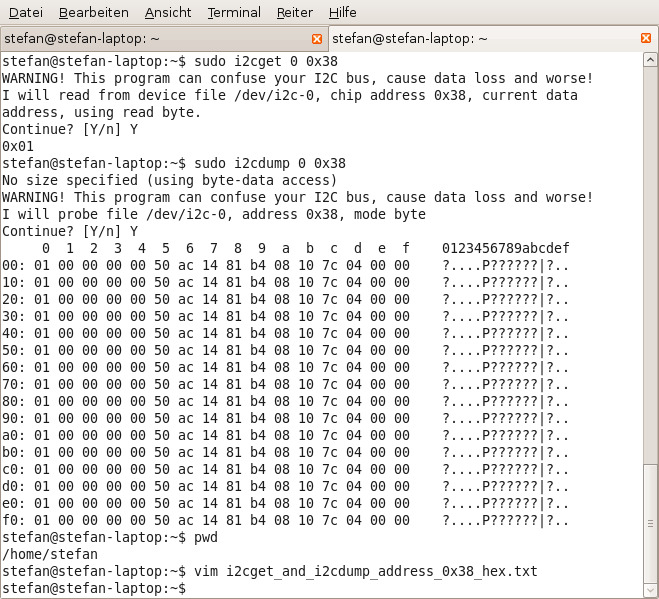 Datei Bearbeiten Ansicht Terminal Reiter Hilfe
stefan@stefan-laptop: ~ stefan@stefan-laptop: ~
stefan@stefan-laptop:~$ sudo i2cget 0 0x38
WARNING! This program can confuse your I2C bus, cause data loss and worse!
I will read from device file /dev/i2c-0, chip address 0x38, current data
address, using read byte.
Continue? [Y/n] Y
0x01
stefan@stefan-laptop:~$ sudo i2cdump 0 0x38
No size specified (using byte-data access)
WARNING! This program can confuse your I2C bus, cause data loss and worse!
I will probe file /dev/i2c-0, address 0x38, mode byte
Continue? [Y/n] Y
     0  1  2  3  4  5  6  7  8  9  a  b  c  d  e  f    0123456789abcdef
00: 01 00 00 00 00 50 ac 14 81 b4 08 10 7c 04 00 00    ?....P??????|?..
10: 01 00 00 00 00 50 ac 14 81 b4 08 10 7c 04 00 00    ?....P??????|?..
20: 01 00 00 00 00 50 ac 14 81 b4 08 10 7c 04 00 00    ?....P??????|?..
30: 01 00 00 00 00 50 ac 14 81 b4 08 10 7c 04 00 00    ?....P??????|?..
40: 01 00 00 00 00 50 ac 14 81 b4 08 10 7c 04 00 00    ?....P??????|?..
50: 01 00 00 00 00 50 ac 14 81 b4 08 10 7c 04 00 00    ?....P??????|?..
60: 01 00 00 00 00 50 ac 14 81 b4 08 10 7c 04 00 00    ?....P??????|?..
70: 01 00 00 00 00 50 ac 14 81 b4 08 10 7c 04 00 00    ?....P??????|?..
80: 01 00 00 00 00 50 ac 14 81 b4 08 10 7c 04 00 00    ?....P??????|?..
90: 01 00 00 00 00 50 ac 14 81 b4 08 10 7c 04 00 00    ?....P??????|?..
a0: 01 00 00 00 00 50 ac 14 81 b4 08 10 7c 04 00 00    ?....P??????|?..
b0: 01 00 00 00 00 50 ac 14 81 b4 08 10 7c 04 00 00    ?....P??????|?..
c0: 01 00 00 00 00 50 ac 14 81 b4 08 10 7c 04 00 00    ?....P??????|?..
d0: 01 00 00 00 00 50 ac 14 81 b4 08 10 7c 04 00 00    ?....P??????|?..
e0: 01 00 00 00 00 50 ac 14 81 b4 08 10 7c 04 00 00    ?....P??????|?..
f0: 01 00 00 00 00 50 ac 14 81 b4 08 10 7c 04 00 00    ?....P??????|?..
stefan@stefan-laptop:~$ pwd
/home/stefan
stefan@stefan-laptop:~$ vim i2cget_and_i2cdump_address_0x38_hex.txt
stefan@stefan-laptop:~$